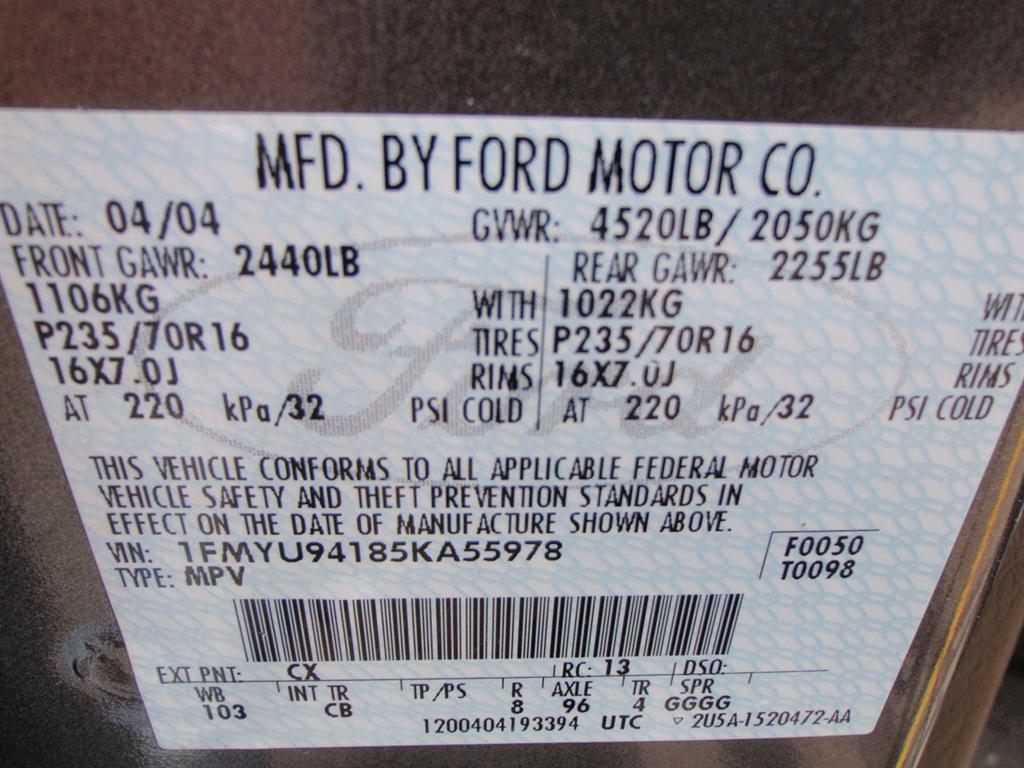 MFD. BY FORD MOTOR CO.
DATE: 04/04 GVWR: 4520LB/2050KG
FRONT GAWR: 2440LB REAR GAWR: 2255LB
1106KG WITH 1022KG WITH
P235/70R16 TIRES P235/70R16 TIRES
16X7.0J RIMS 16X7.0J RIMS
AT 220 kPa/32 PSI COLD AT 220 kPa/32 PSI COLD
Ford
THIS VEHICLE CONFORMS TO ALL APPLICABLE FEDERAL MOTOR
VEHICLE SAFETY AND THEFT PREVENTION STANDARDS IN
EFFECT ON THE DATE OF MANUFACTURE SHOWN ABOVE.
VIN: 1FMYU94185KA55978 F0050
TYPE: MPV T0098
EXT PNT: CX RC: 13 DSO:
WB INT TR TP/PS R AXLE TR SPR
103 CB 8 96 4 GGGG
1200404193394 UTC ▽ 2U5A-1520472-AA